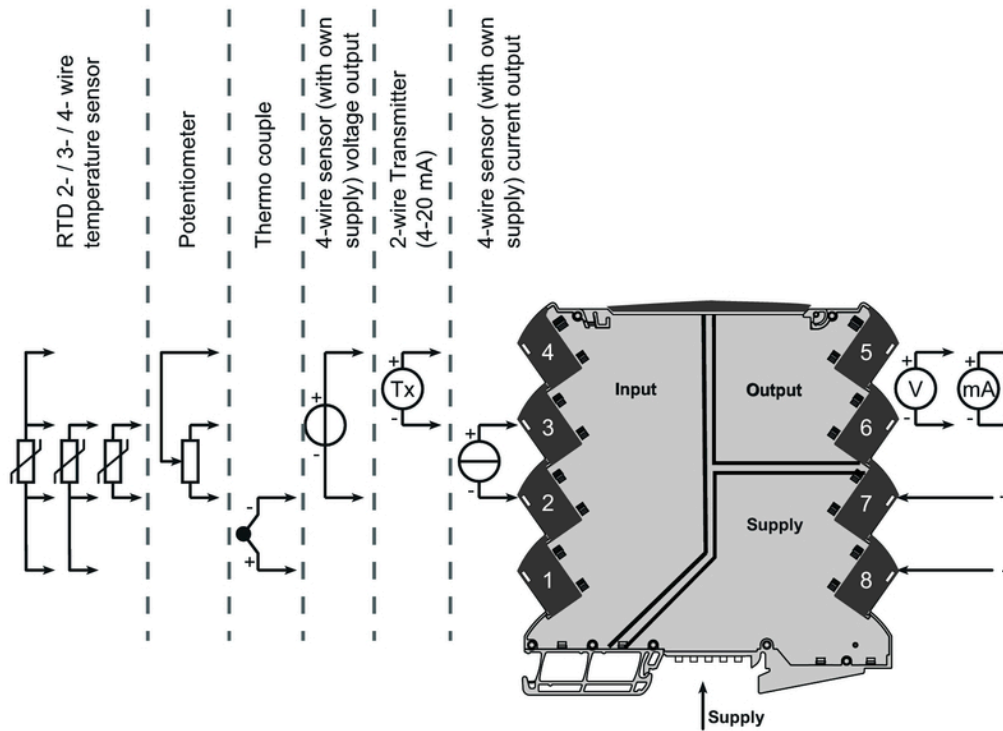 RTD 2- / 3- / 4- wire
temperature sensor
Potentiometer
Thermo couple
4-wire sensor (with own
supply) voltage output
2-wire Transmitter
(4-20 mA)
4-wire sensor (with own
supply) current output
4
3
2
1
Input
Output
Supply
5
6
7
8
+
-
+
-
+
Tx
-
+
-
+
V
-
+
mA
-
Supply